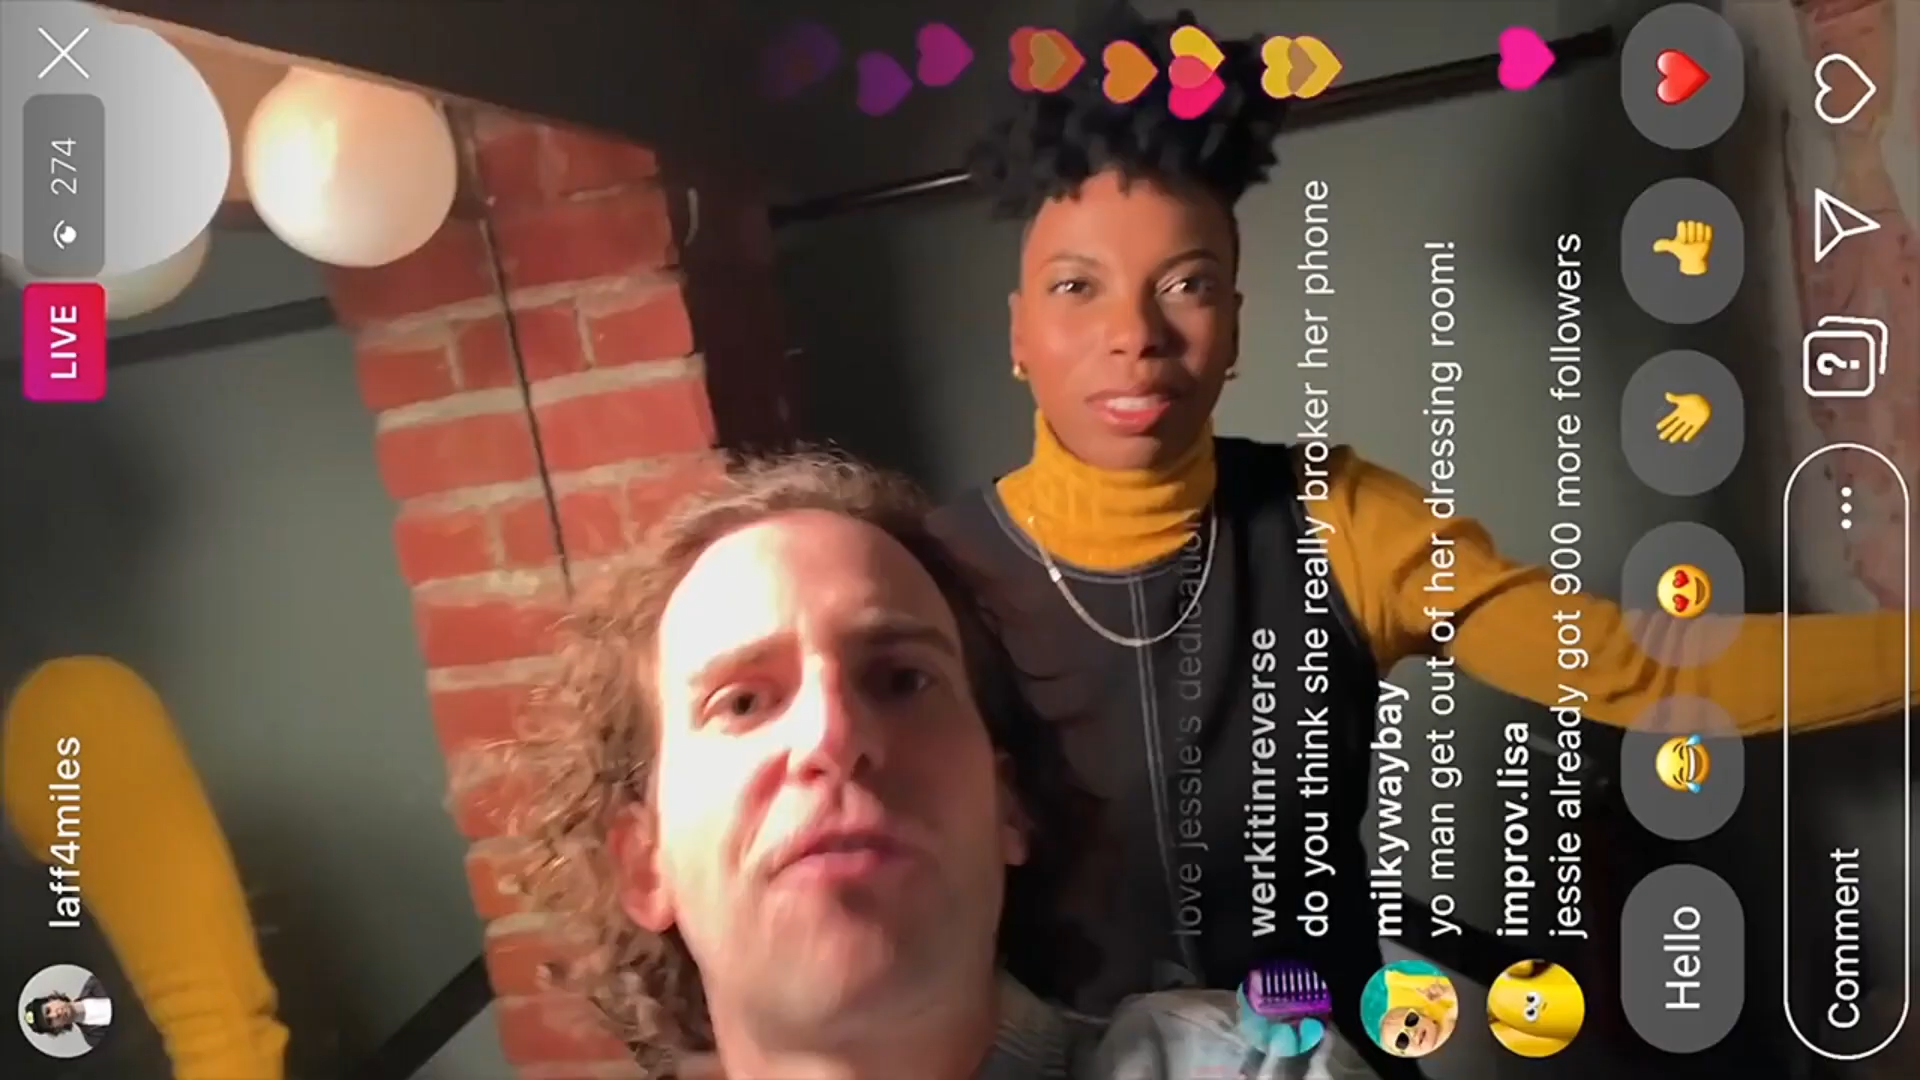 laff4miles
LIVE
274
love jessie's dedication
werkitinreverse
do you think she really broker her phone
milkywaybay
yo man get out of her dressing room!
improv.lisa
jessie already got 900 more followers
Hello
Comment
?